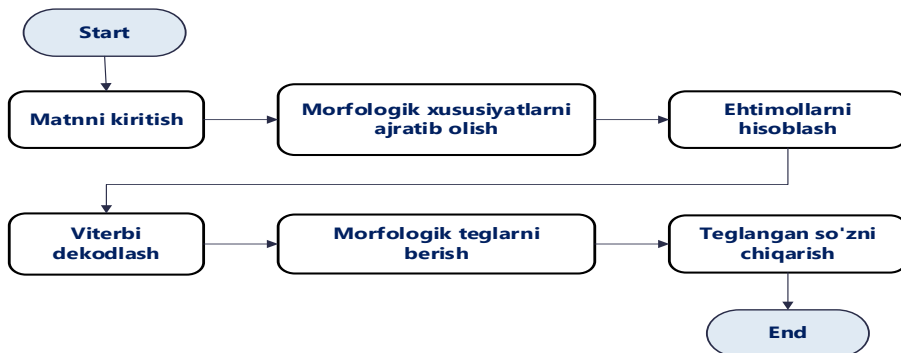 Start
Matnni kiritish
Morfologik xususiyatlarni
ajratib olish
Ehtimollarni
hisoblash
Viterbi
dekodlash
Morfologik teglarni
berish
Teglangan so'zni
chiqarish
End